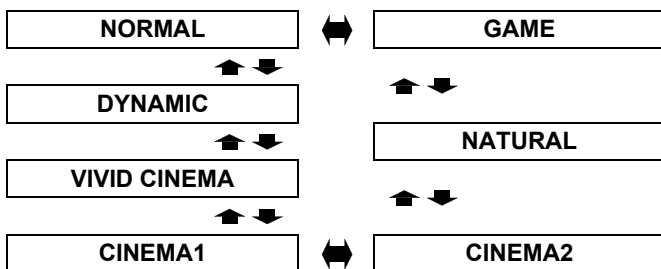 NORMAL
GAME
DYNAMIC
NATURAL
VIVID CINEMA
CINEMA1
CINEMA2